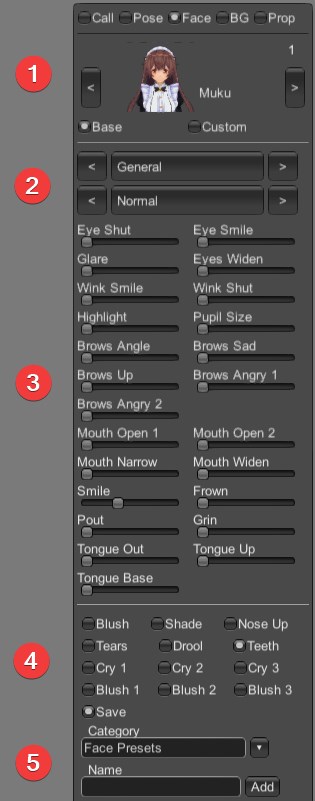 Call Pose Face BG Prop
1
1
< Muku >
Base Custom
2
< General >
< Normal >
Eye Shut Eye Smile
Glare Eyes Widen
Wink Smile Wink Shut
Highlight Pupil Size
Brows Angle Brows Sad
3
Brows Up Brows Angry 1
Brows Angry 2
Mouth Open 1 Mouth Open 2
Mouth Narrow Mouth Widen
Smile Frown
Pout Grin
Tongue Out Tongue Up
Tongue Base
Blush Shade Nose Up
4
Tears Drool Teeth
Cry 1 Cry 2 Cry 3
Blush 1 Blush 2 Blush 3
Save
Category
5
Face Presets
Name
Add